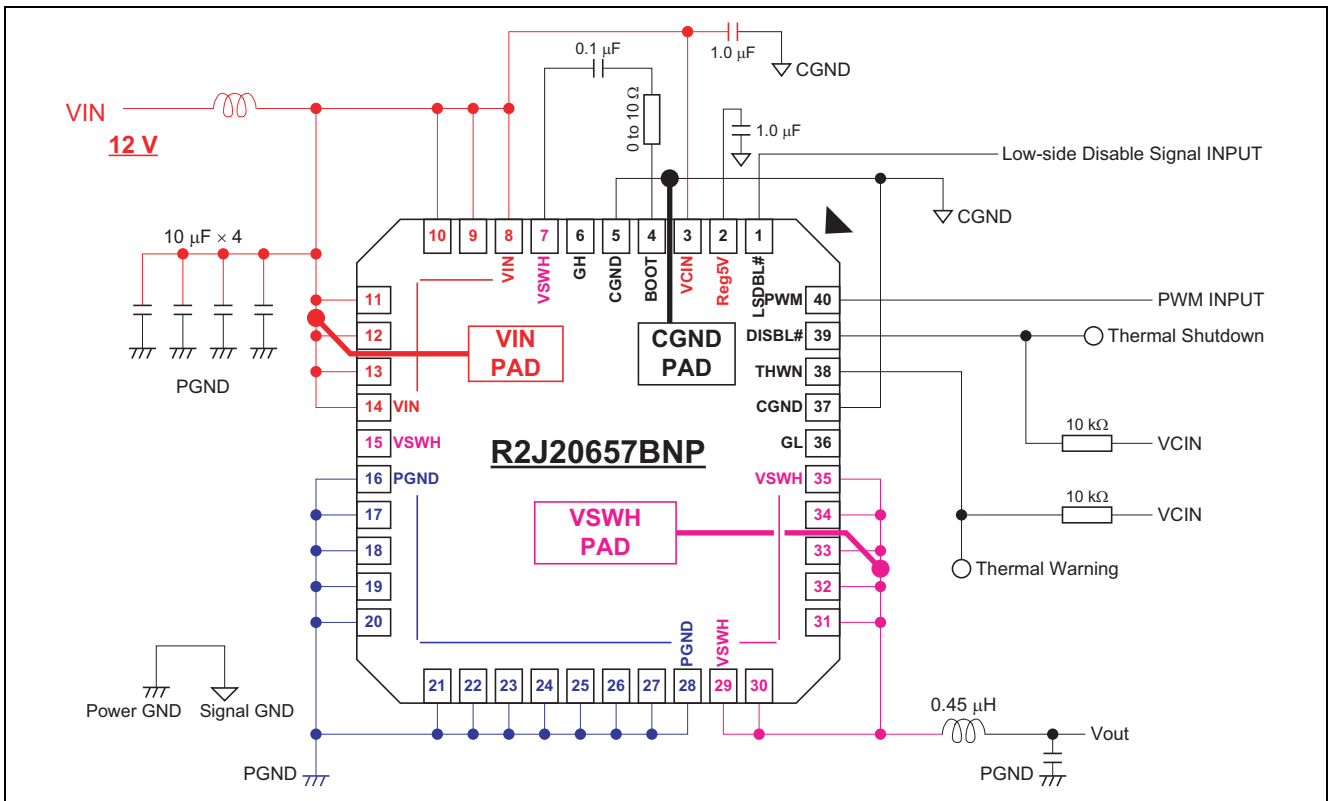 0.1 μF
1.0 μF
CGND
VIN
12 V
0 to 10 Ω
1.0 μF
Low-side Disable Signal INPUT
CGND
10 μF × 4
PGND
10 9 8 7 6 5 4 3 2 1
VIN VSWH GH CGND BOOT VCIN Reg5V LSDBL#
11
12
13
14 VIN
15 VSWH
16 PGND
17
18
19
20
VIN
PAD
CGND
PAD
R2J20657BNP
VSWH
PAD
PWM 40 PWM INPUT
DISBL# 39 Thermal Shutdown
THWN 38
CGND 37
GL 36
VSWH 35
34
33
32
31
10 kΩ
VCIN
10 kΩ
VCIN
Thermal Warning
PGND VSWH
21 22 23 24 25 26 27 28 29 30
Power GND Signal GND
PGND
0.45 μH
Vout
PGND